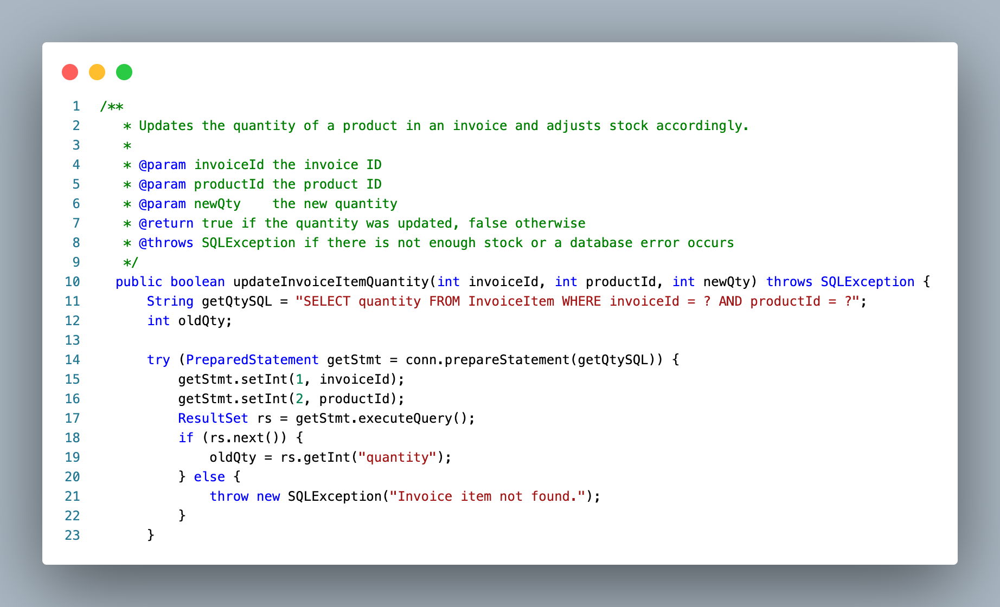 1 /**
2 * Updates the quantity of a product in an invoice and adjusts stock accordingly.
3 *
4 * @param invoiceId the invoice ID
5 * @param productId the product ID
6 * @param newQty    the new quantity
7 * @return true if the quantity was updated, false otherwise
8 * @throws SQLException if there is not enough stock or a database error occurs
9 */
10 public boolean updateInvoiceItemQuantity(int invoiceId, int productId, int newQty) throws SQLException {
11 String getQtySQL = "SELECT quantity FROM InvoiceItem WHERE invoiceId = ? AND productId = ?";
12 int oldQty;
13
14 try (PreparedStatement getStmt = conn.prepareStatement(getQtySQL)) {
15 getStmt.setInt(1, invoiceId);
16 getStmt.setInt(2, productId);
17 ResultSet rs = getStmt.executeQuery();
18 if (rs.next()) {
19 oldQty = rs.getInt("quantity");
20 } else {
21 throw new SQLException("Invoice item not found.");
22 }
23 }